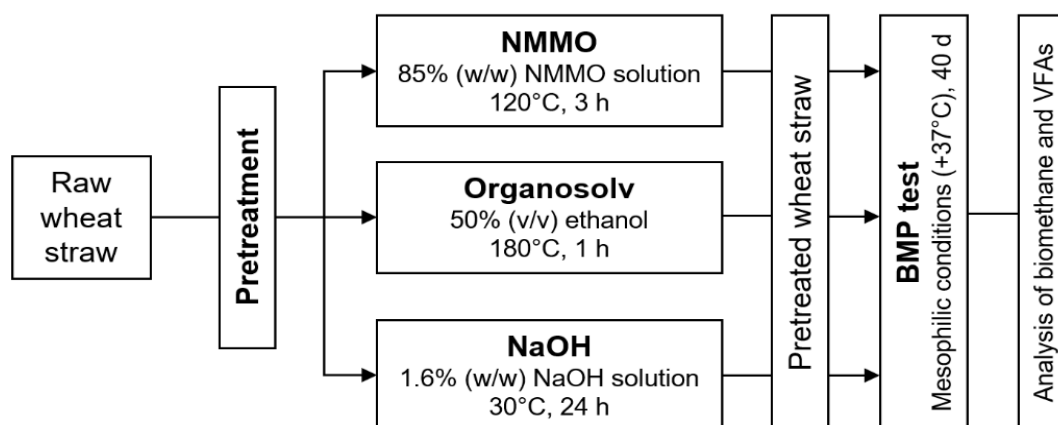 Raw
wheat
straw
Pretreatment
NMMO
85% (w/w) NMMO solution
120°C, 3 h
Organosolv
50% (v/v) ethanol
180°C, 1 h
NaOH
1.6% (w/w) NaOH solution
30°C, 24 h
Pretreated wheat straw
BMP test
Mesophilic conditions (+37°C), 40 d
Analysis of biomethane and VFAs